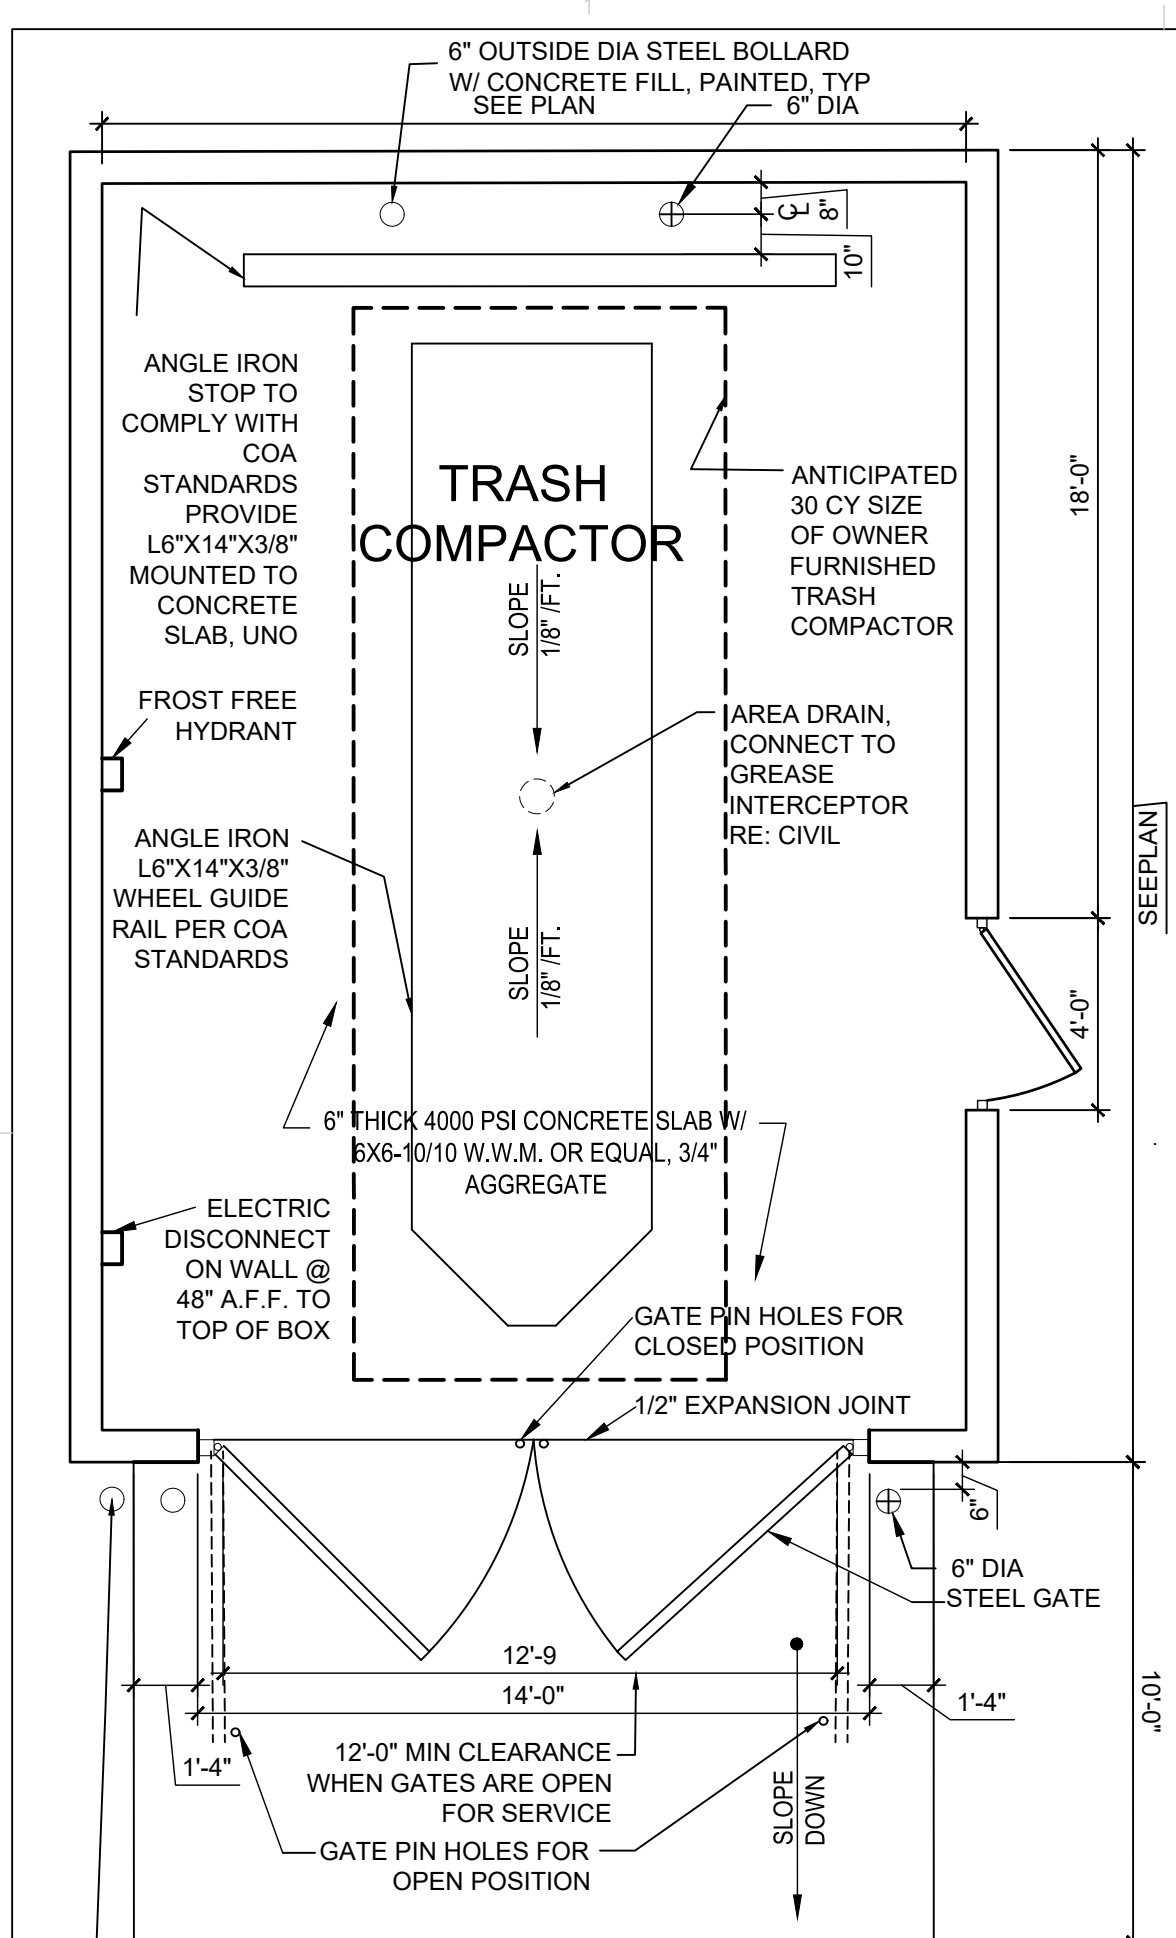 6" OUTSIDE DIA STEEL BOLLARD
W/ CONCRETE FILL, PAINTED, TYP
SEE PLAN
6" DIA
CL
8"
10"
ANGLE IRON
STOP TO
COMPLY WITH
COA
STANDARDS
PROVIDE
L6"X14"X3/8"
MOUNTED TO
CONCRETE
SLAB, UNO
TRASH
COMPACTOR
ANTICIPATED
30 CY SIZE
OF OWNER
FURNISHED
TRASH
COMPACTOR
18'-0"
SLOPE
1/8" /FT.
FROST FREE
HYDRANT
AREA DRAIN,
CONNECT TO
GREASE
INTERCEPTOR
RE: CIVIL
SEEPLAN
ANGLE IRON
L6"X14"X3/8"
WHEEL GUIDE
RAIL PER COA
STANDARDS
SLOPE
1/8" /FT.
4'-0"
6" THICK 4000 PSI CONCRETE SLAB W/
6X6-10/10 W.W.M. OR EQUAL, 3/4"
AGGREGATE
ELECTRIC
DISCONNECT
ON WALL @
48" A.F.F. TO
TOP OF BOX
GATE PIN HOLES FOR
CLOSED POSITION
1/2" EXPANSION JOINT
6"
6" DIA
STEEL GATE
12'-9
14'-0"
1'-4"
1'-4"
10'-0"
12'-0" MIN CLEARANCE
WHEN GATES ARE OPEN
FOR SERVICE
SLOPE
DOWN
GATE PIN HOLES FOR
OPEN POSITION